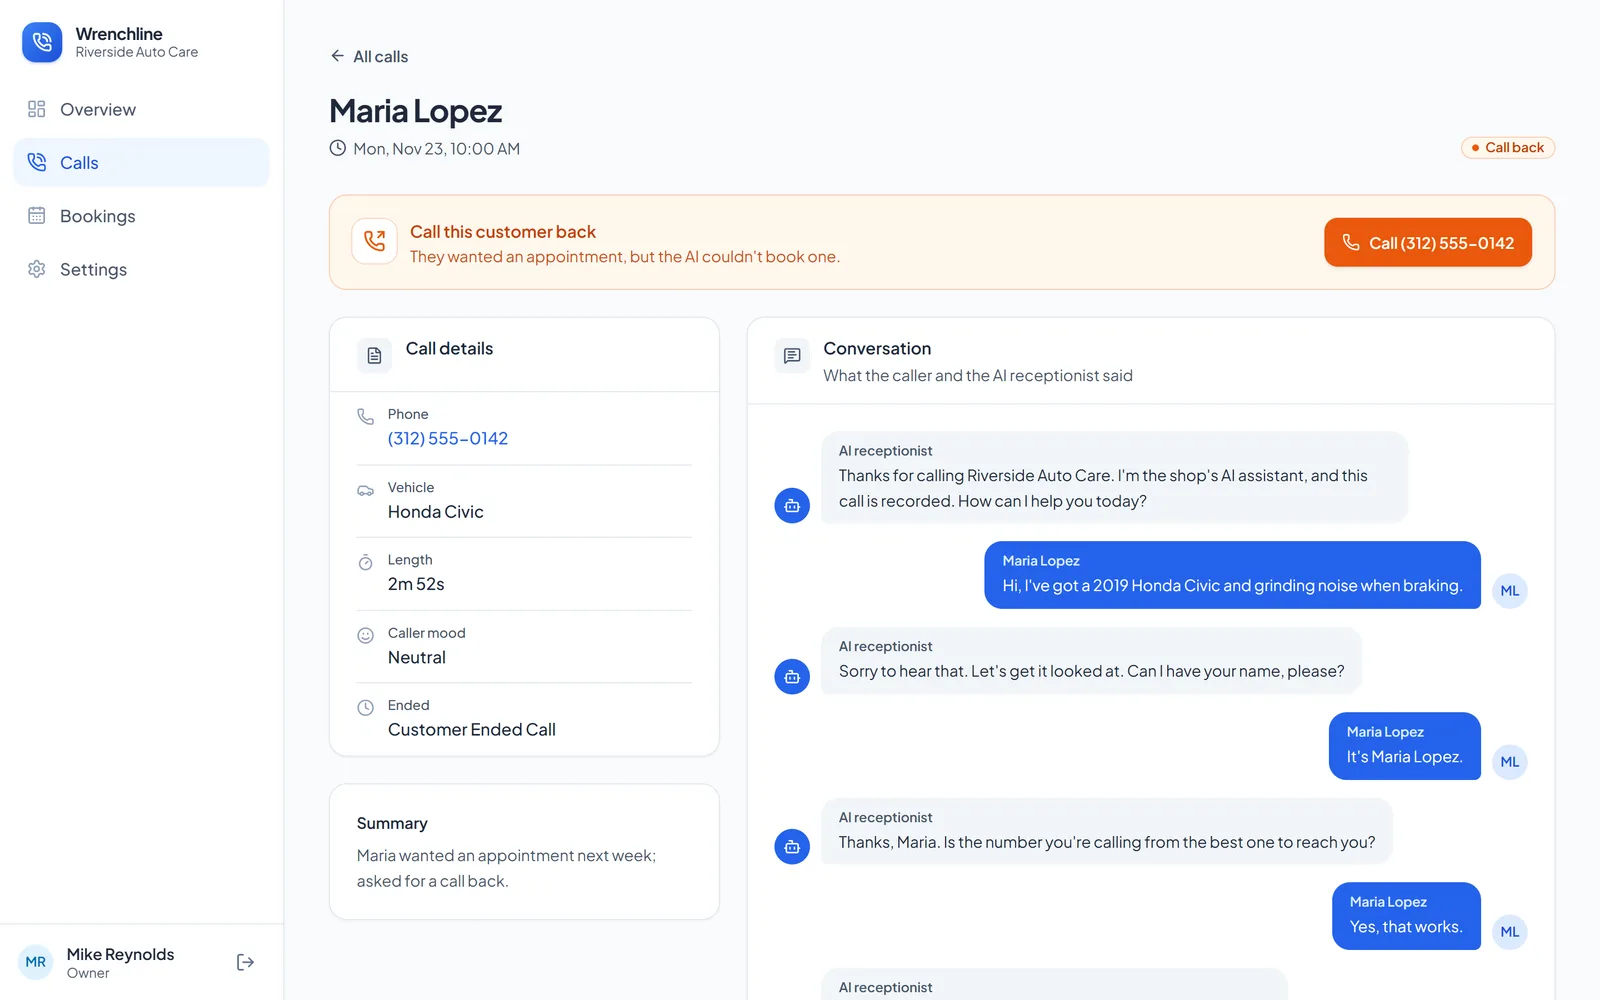 Wrenchline
Riverside Auto Care
Overview
Calls
Bookings
Settings
MR
Mike Reynolds
Owner
All calls
Maria Lopez
Mon, Nov 23, 10:00 AM
Call back
Call this customer back
They wanted an appointment, but the AI couldn't book one.
Call (312) 555-0142
Call details
Phone
(312) 555-0142
Vehicle
Honda Civic
Length
2m 52s
Caller mood
Neutral
Ended
Customer Ended Call
Summary
Maria wanted an appointment next week;
asked for a call back.
Conversation
What the caller and the AI receptionist said
AI receptionist
Thanks for calling Riverside Auto Care. I'm the shop's AI assistant, and this
call is recorded. How can I help you today?
Maria Lopez
Hi, I've got a 2019 Honda Civic and grinding noise when braking.
ML
AI receptionist
Sorry to hear that. Let's get it looked at. Can I have your name, please?
Maria Lopez
It's Maria Lopez.
ML
AI receptionist
Thanks, Maria. Is the number you're calling from the best one to reach you?
Maria Lopez
Yes, that works.
ML
AI receptionist